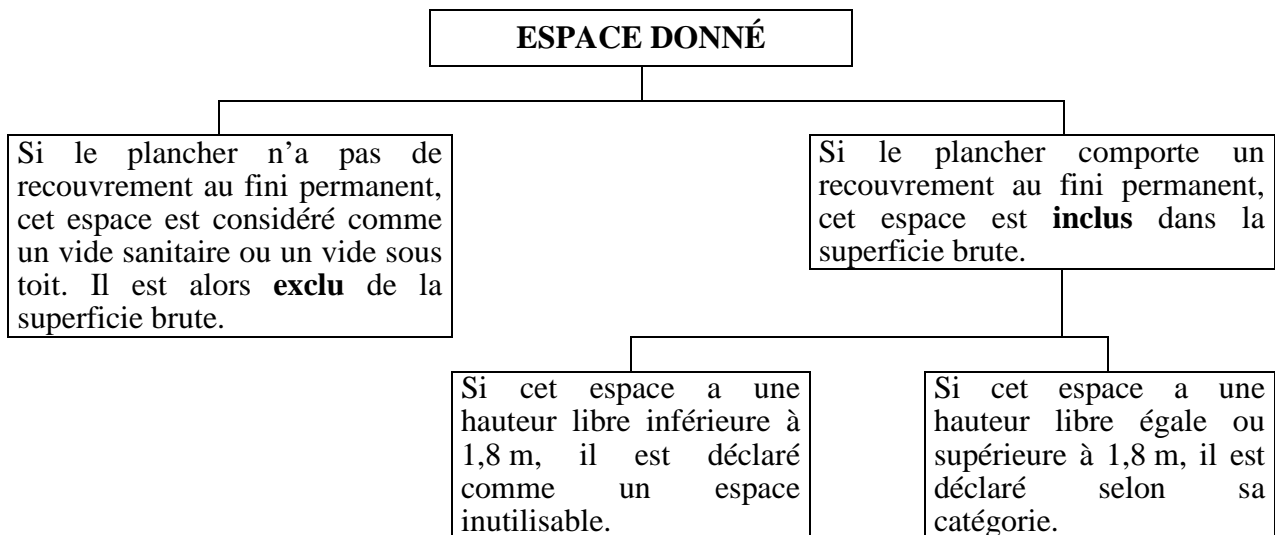 ESPACE DONNÉ
Si le plancher n'a pas de
recouvrement au fini permanent,
cet espace est considéré comme
un vide sanitaire ou un vide sous
toit. Il est alors exclu de la
superficie brute.
Si le plancher comporte un
recouvrement au fini permanent,
cet espace est inclus dans la
superficie brute.
Si cet espace a une
hauteur libre inférieure à
1,8 m, il est déclaré
comme un espace
inutilisable.
Si cet espace a une
hauteur libre égale ou
supérieure à 1,8 m, il est
déclaré selon sa
catégorie.